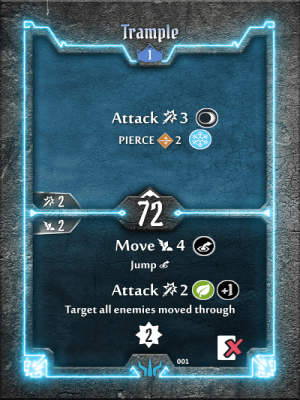 Trample
1
Attack 3
PIERCE 2
2
72
2
Move 4
Jump
Attack 2 +1
Target all enemies moved through
2
001